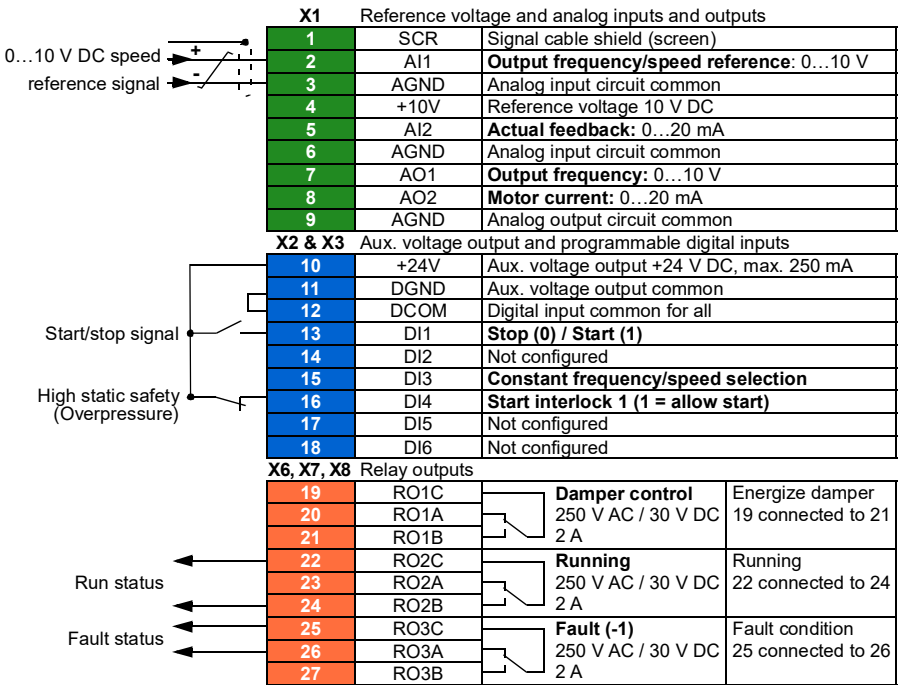 X1 Reference voltage and analog inputs and outputs
1 SCR Signal cable shield (screen)
0…10 V DC speed + 2 AI1 Output frequency/speed reference: 0…10 V
reference signal - 3 AGND Analog input circuit common
4 +10V Reference voltage 10 V DC
5 AI2 Actual feedback: 0…20 mA
6 AGND Analog input circuit common
7 AO1 Output frequency: 0…10 V
8 AO2 Motor current: 0…20 mA
9 AGND Analog output circuit common
X2 & X3 Aux. voltage output and programmable digital inputs
10 +24V Aux. voltage output +24 V DC, max. 250 mA
11 DGND Aux. voltage output common
12 DCOM Digital input common for all
Start/stop signal 13 DI1 Stop (0) / Start (1)
14 DI2 Not configured
15 DI3 Constant frequency/speed selection
High static safety 16 DI4 Start interlock 1 (1 = allow start)
(Overpressure)
17 DI5 Not configured
18 DI6 Not configured
X6, X7, X8 Relay outputs
19 RO1C Damper control Energize damper
20 RO1A 250 V AC / 30 V DC 19 connected to 21
21 RO1B 2 A
22 RO2C Running Running
Run status 23 RO2A 250 V AC / 30 V DC 22 connected to 24
24 RO2B 2 A
25 RO3C Fault (-1) Fault condition
Fault status 26 RO3A 250 V AC / 30 V DC 25 connected to 26
27 RO3B 2 A